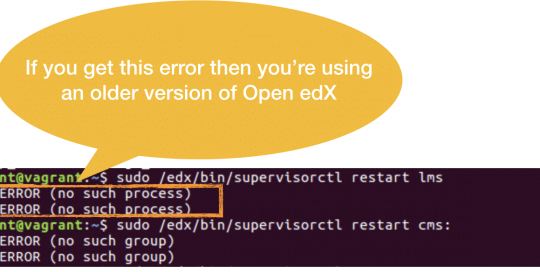 If you get this error then you're using
an older version of Open edX
nt@vagrant:~$ sudo /edx/bin/supervisorctl restart lms
ERROR (no such process)
ERROR (no such process)
nt@vagrant:~$ sudo /edx/bin/supervisorctl restart cms:
ERROR (no such group)
ERROR (no such group)